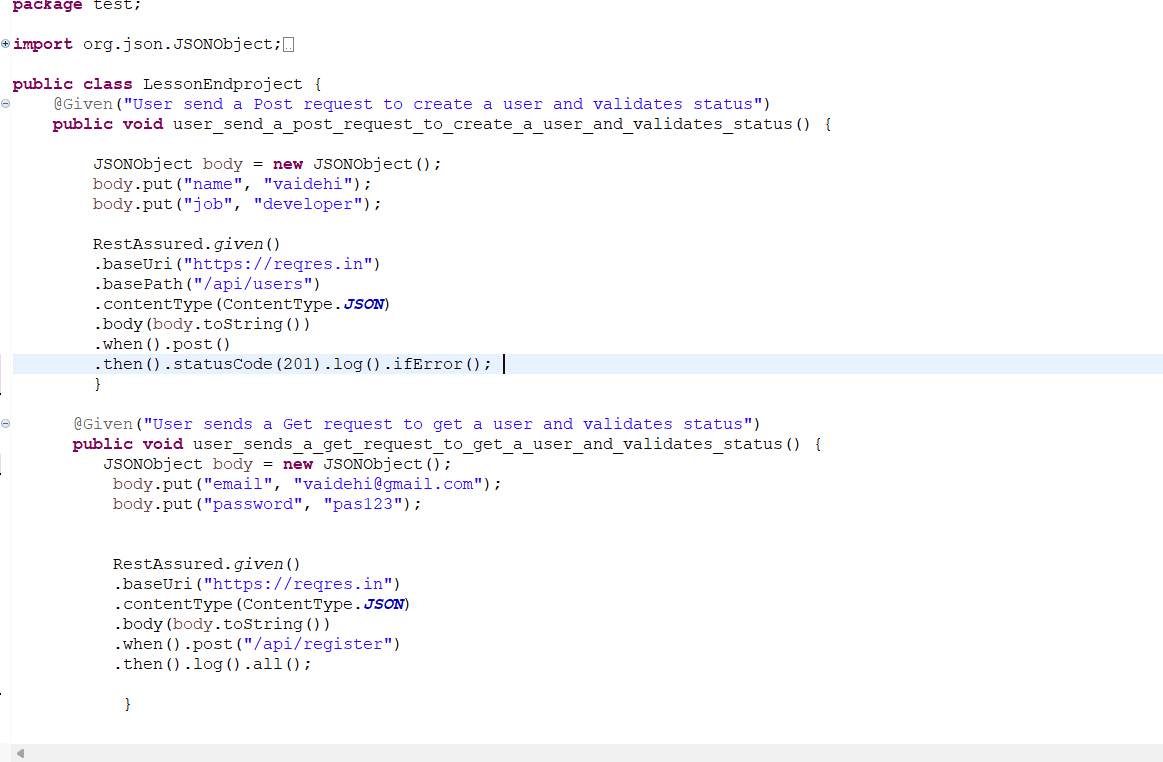 package test;
import org.json.JSONObject;
public class LessonEndproject {
@Given("User send a Post request to create a user and validates status")
public void user_send_a_post_request_to_create_a_user_and_validates_status() {
JSONObject body = new JSONObject();
body.put("name", "vaidehi");
body.put("job", "developer");
RestAssured.given()
.baseUri("https://reqres.in")
.basePath("/api/users")
.contentType(ContentType.JSON)
.body(body.toString())
.when().post()
.then().statusCode(201).log().ifError();
}
@Given("User sends a Get request to get a user and validates status")
public void user_sends_a_get_request_to_get_a_user_and_validates_status() {
JSONObject body = new JSONObject();
body.put("email", "vaidehi@gmail.com");
body.put("password", "pas123");
RestAssured.given()
.baseUri("https://reqres.in")
.contentType(ContentType.JSON)
.body(body.toString())
.when().post("/api/register")
.then().log().all();
}